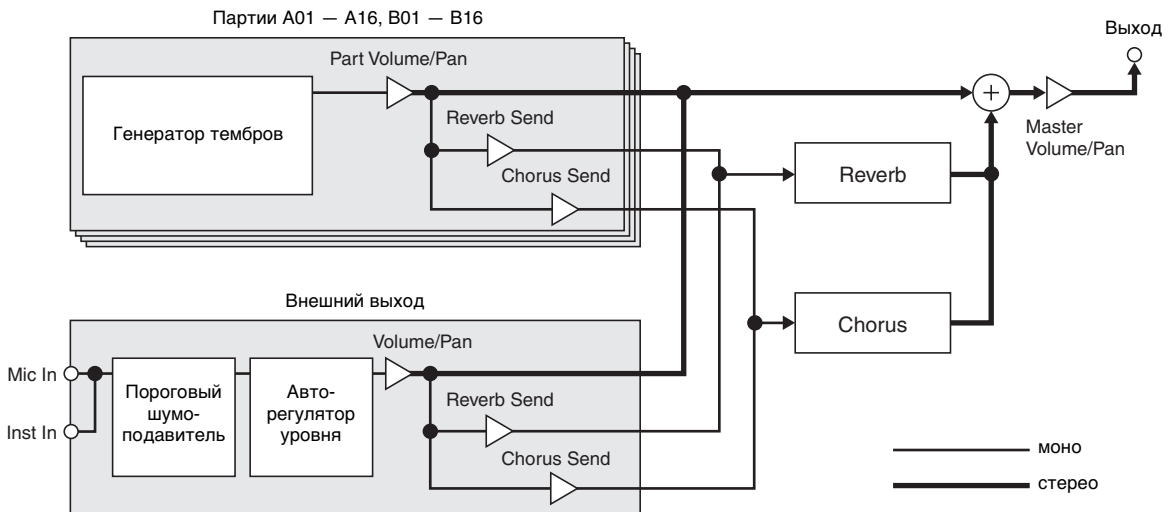 Партии A01 — A16, B01 — B16
Выход
Part Volume/Pan
Генератор тембров
Reverb Send
Chorus Send
Master
Volume/Pan
Reverb
Внешний выход
Chorus
Volume/Pan
Mic In
Inst In
Пороговый
шумо-
подавитель
Авто-
регулятор
уровня
Reverb Send
Chorus Send
моно
стерео